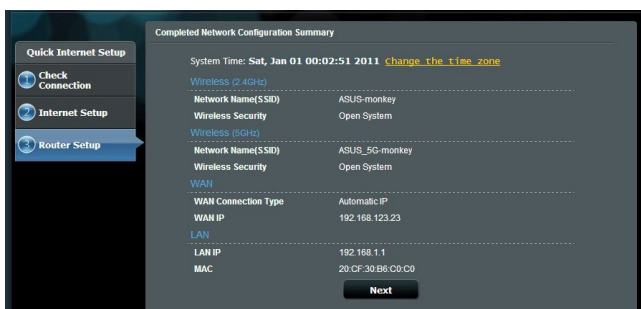 Completed Network Configuration Summary
Quick Internet Setup
1 Check Connection
2 Internet Setup
3 Router Setup
System Time: Sat, Jan 01 00:02:51 2011 Change the time zone
Wireless (2.4GHz)
Network Name(SSID) ASUS-monkey
Wireless Security Open System
Wireless (5GHz)
Network Name(SSID) ASUS_5G-monkey
Wireless Security Open System
WAN
WAN Connection Type Automatic IP
WAN IP 192.168.123.23
LAN
LAN IP 192.168.1.1
MAC 20:CF:30:B6:C0:C0
Next